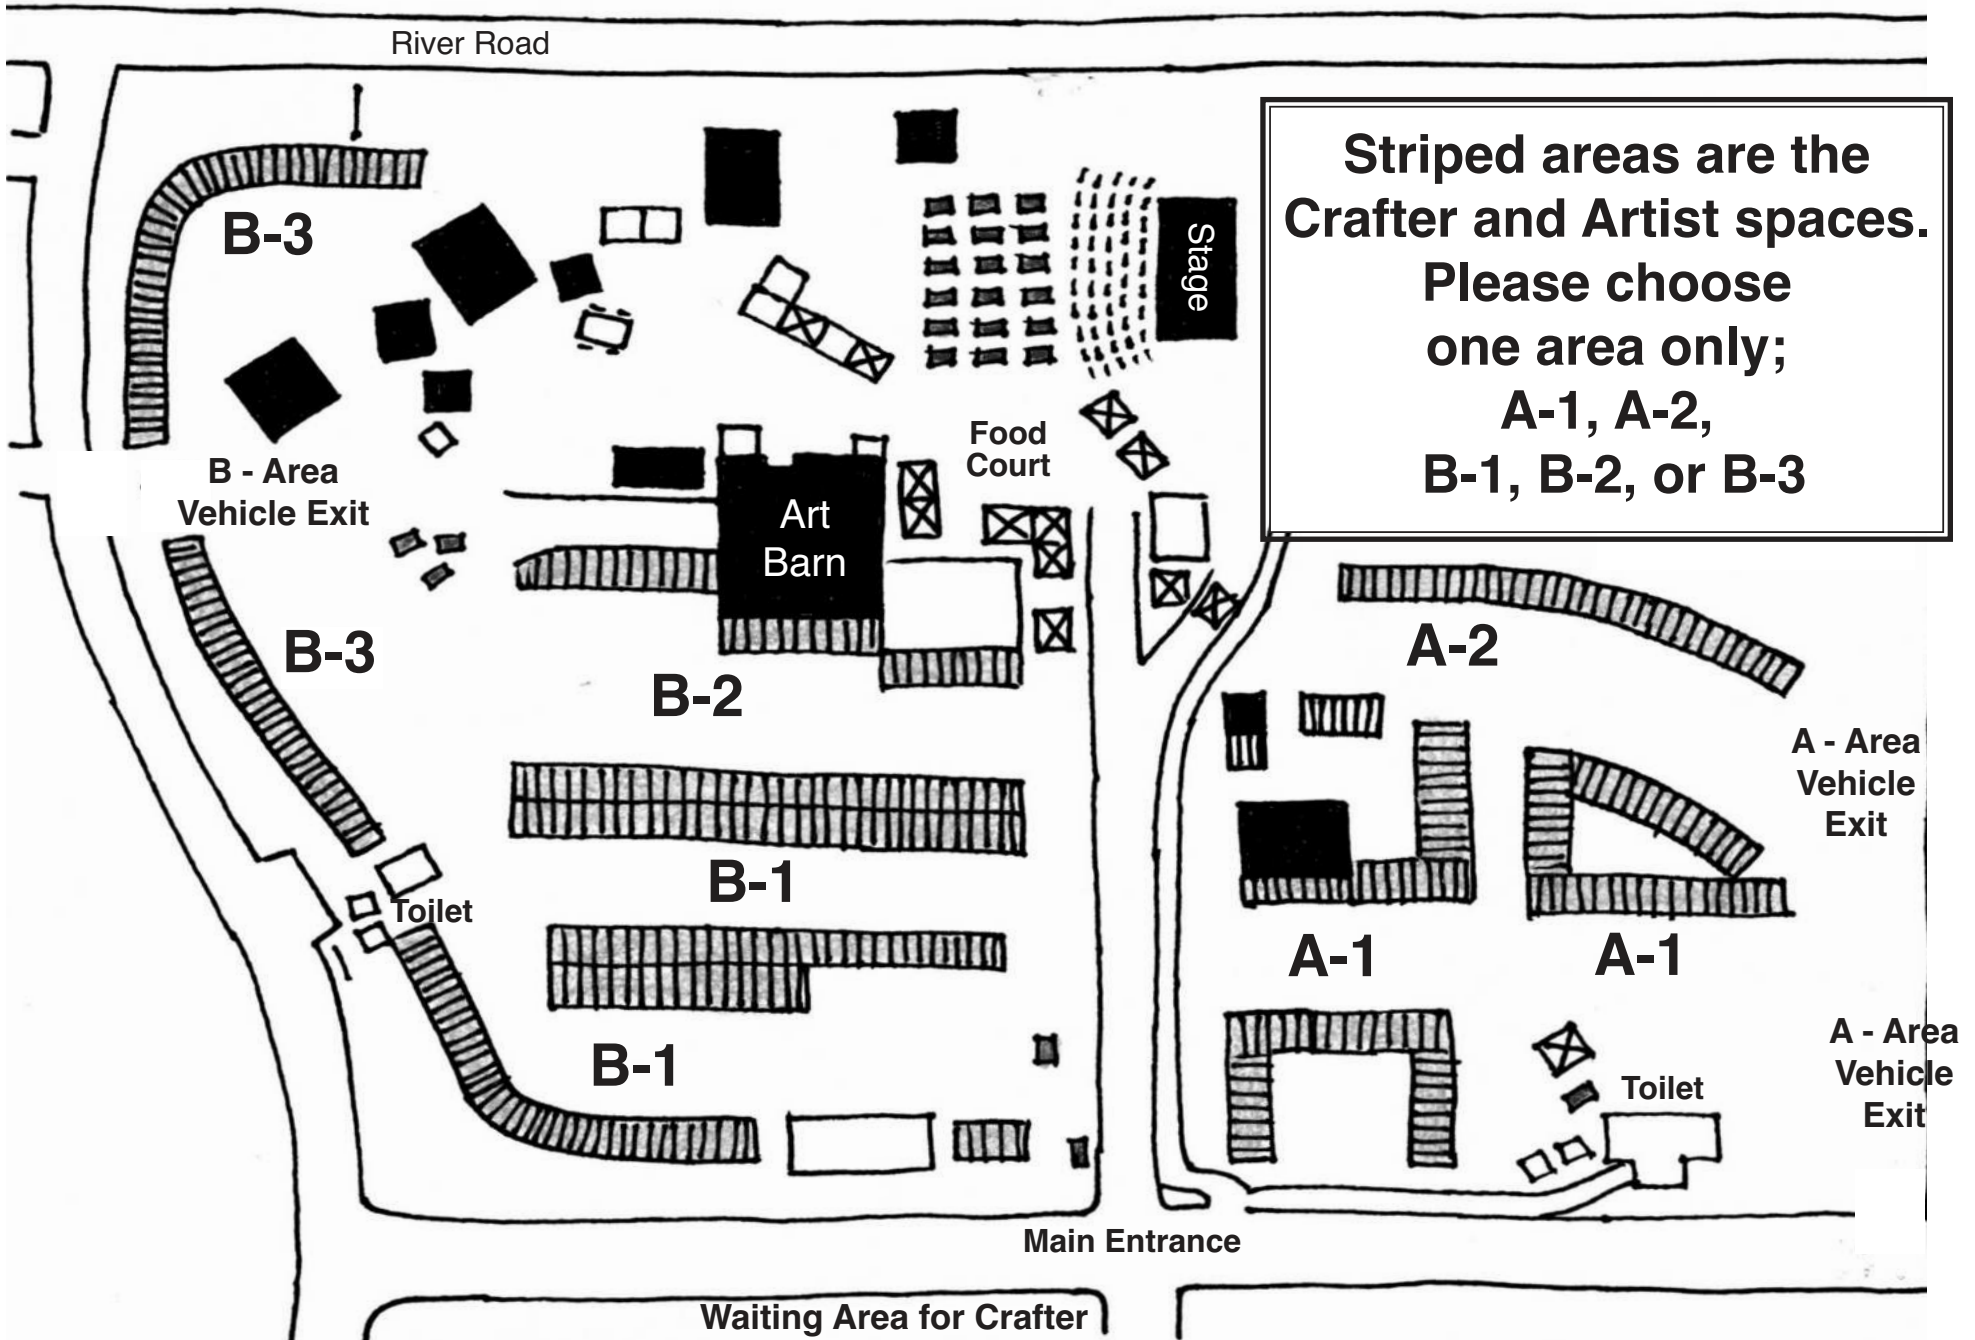 River Road
Striped areas are the
Crafter and Artist spaces.
Please choose
one area only;
A-1, A-2,
B-1, B-2, or B-3
B-3
Stage
Food
Court
B - Area
Vehicle Exit
Art
Barn
B-3
A-2
B-2
A - Area
Vehicle
Exit
B-1
Toilet
A-1
A-1
B-1
A - Area
Vehicle
Exit
Toilet
Main Entrance
Waiting Area for Crafter